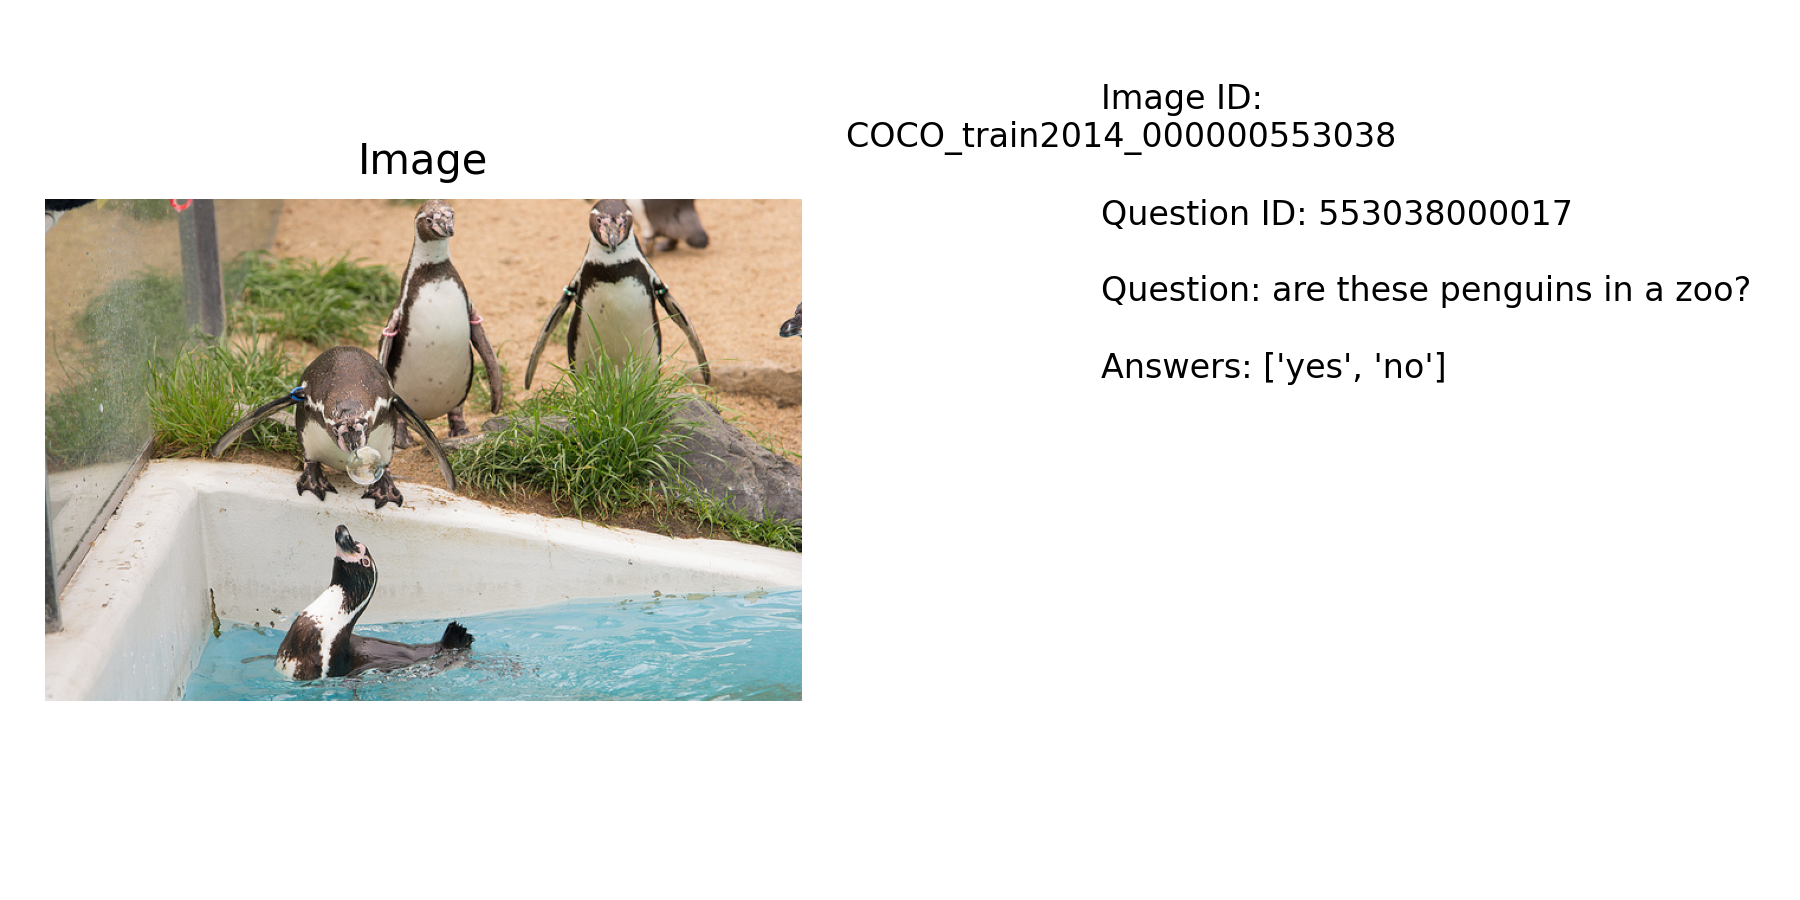 Image
Image ID:
COCO_train2014_000000553038
Question ID: 553038000017
Question: are these penguins in a zoo?
Answers: ['yes', 'no']